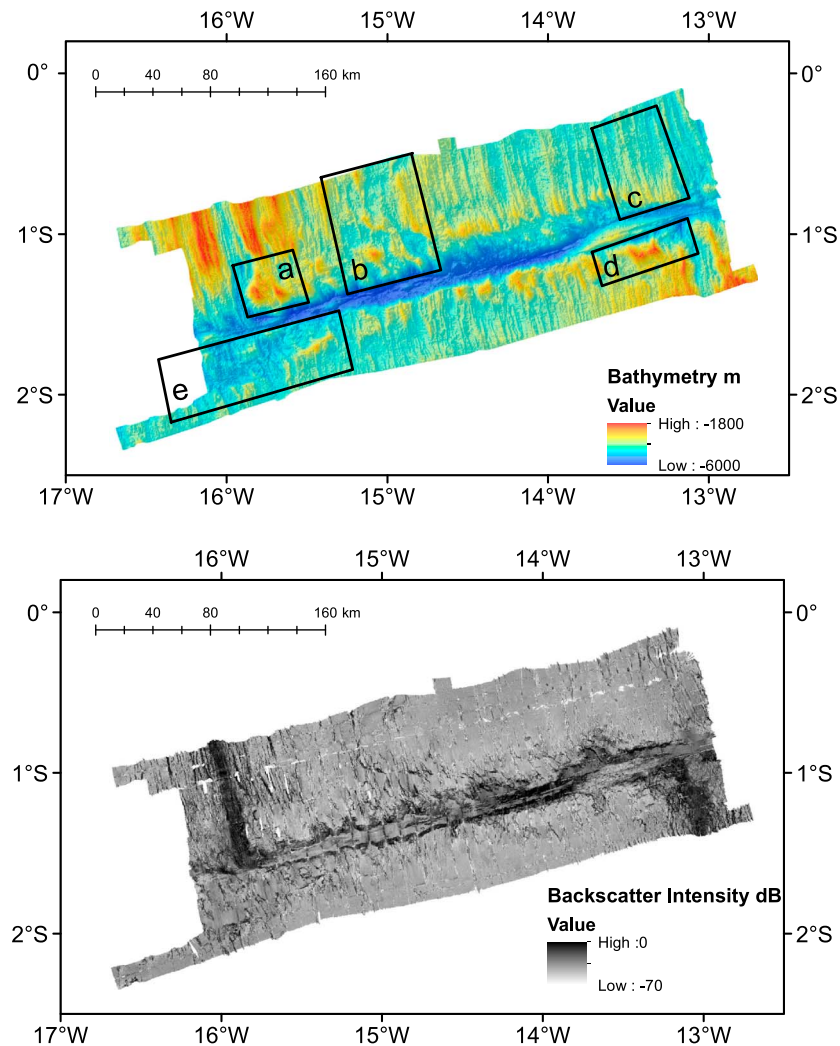 16°W 15°W 14°W 13°W
0° 0°
0 40 80 160 km
1°S 1°S
a b c d e
2°S 2°S
Bathymetry m
Value
High : -1800
Low : -6000
17°W 16°W 15°W 14°W 13°W
16°W 15°W 14°W 13°W
0° 0°
0 40 80 160 km
1°S 1°S
Backscatter Intensity dB
Value
2°S 2°S
High :0
Low : -70
17°W 16°W 15°W 14°W 13°W